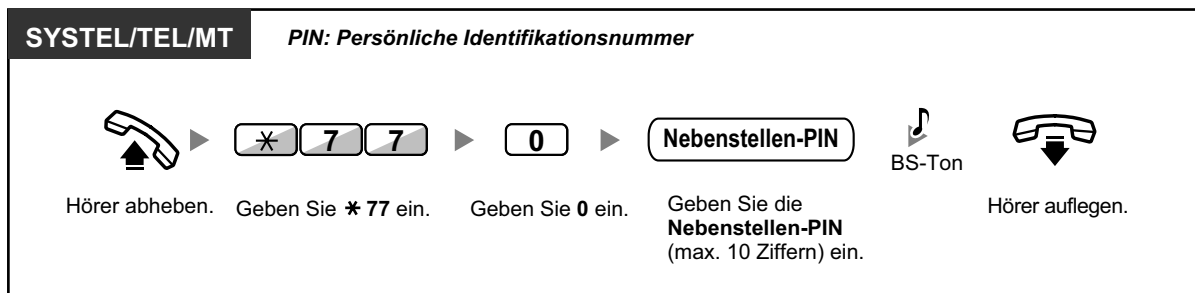 SYSTEL/TEL/MT
PIN: Persönliche Identifikationsnummer
* 7 7
0
Nebenstellen-PIN
BS-Ton
Hörer abheben.
Geben Sie * 77 ein.
Geben Sie 0 ein.
Geben Sie die
Nebenstellen-PIN
(max. 10 Ziffern) ein.
Hörer auflegen.